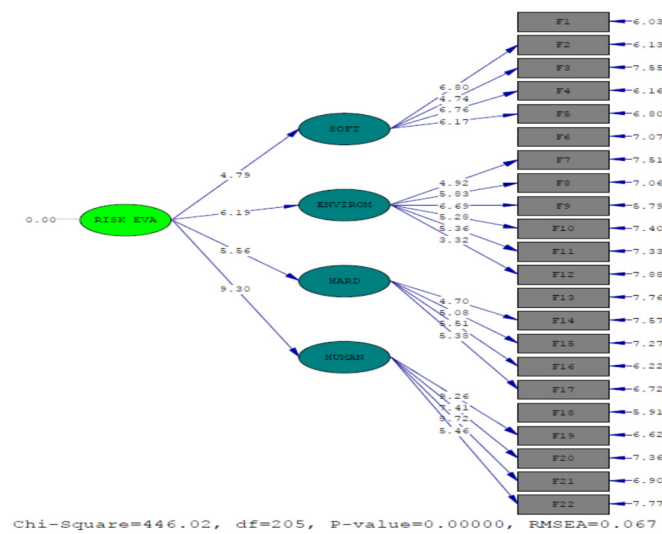 F1 6.03
F2 6.13
F3 7.55
F4 6.16
F5 6.80
F6 7.07
F7 7.51
F8 7.06
F9 5.79
F10 7.40
F11 7.33
F12 7.88
F13 7.76
F14 7.57
F15 7.27
F16 6.22
F17 6.72
F18 5.91
F19 6.62
F20 7.36
F21 6.90
F22 7.77
6.80
4.74
6.76
6.17
SOFT
4.79
4.92
5.83
6.69
5.28
5.36
3.32
ENVIROM
6.19
0.00 RISK EVA
5.56
HARD
4.70
5.08
5.51
5.38
9.30
HUMAN
7.41
5.46
Chi-Square=446.02, df=205, P-value=0.00000, RMSEA=0.067